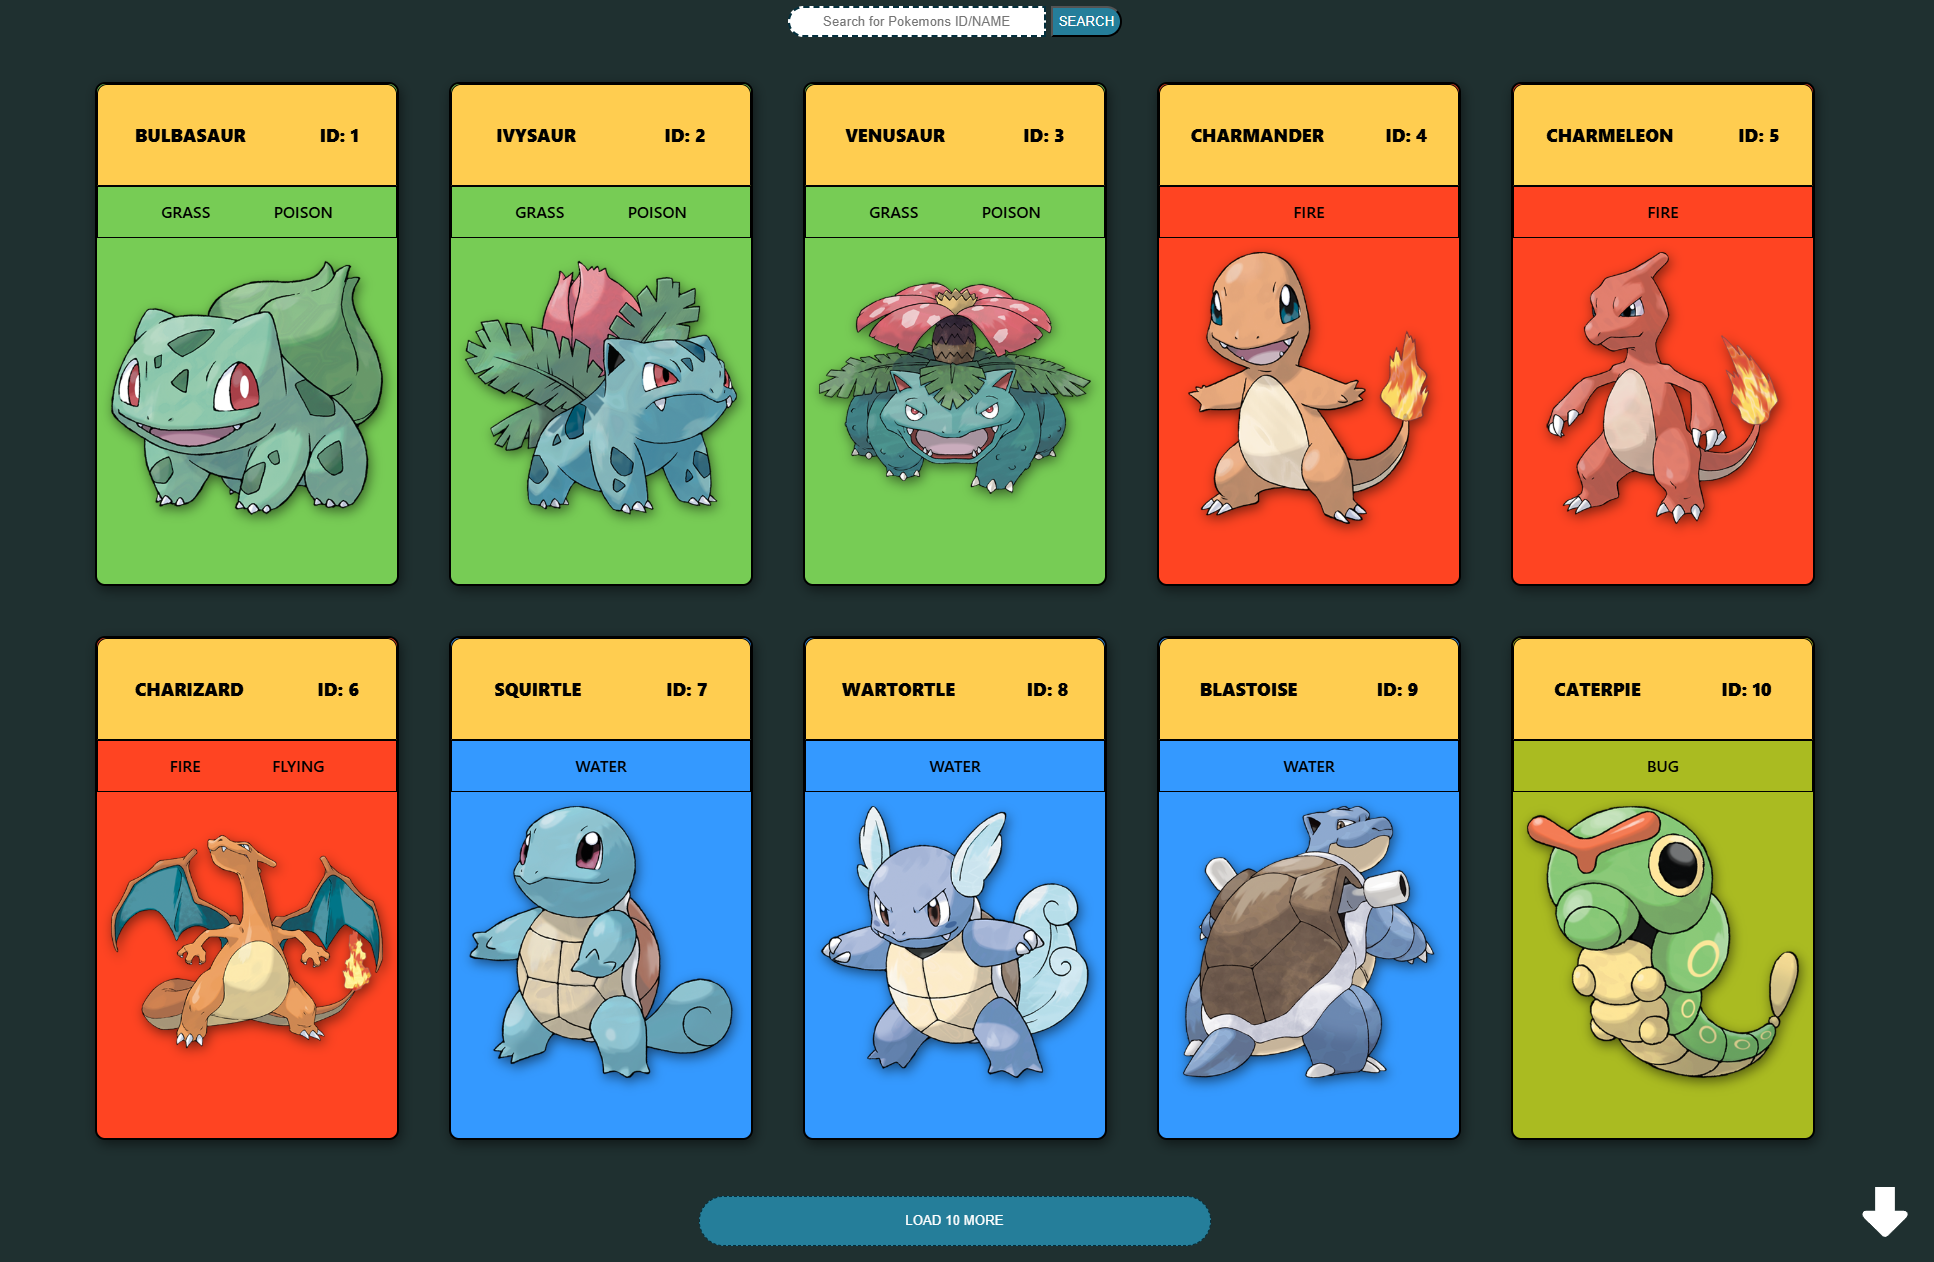 Search for Pokemons ID/NAME SEARCH
BULBASAUR ID: 1
GRASS POISON
IVYSAUR ID: 2
GRASS POISON
VENUSAUR ID: 3
GRASS POISON
CHARMANDER ID: 4
FIRE
CHARMELEON ID: 5
FIRE
CHARIZARD ID: 6
FIRE FLYING
SQUIRTLE ID: 7
WATER
WARTORTLE ID: 8
WATER
BLASTOISE ID: 9
WATER
CATERPIE ID: 10
BUG
LOAD 10 MORE